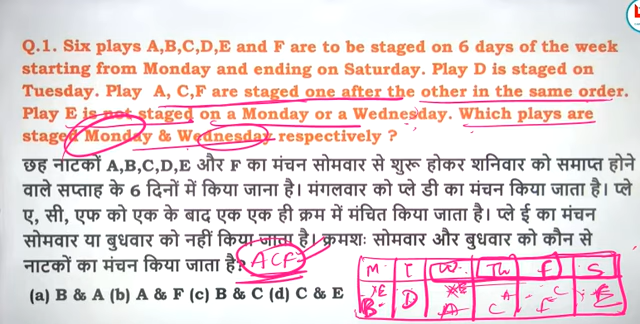 Q.1. Six plays A,B,C,D,E and F are to be staged on 6 days of the week
starting from Monday and ending on Saturday. Play D is staged on
Tuesday. Play A, C,F are staged one after the other in the same order.
Play E is not staged on a Monday or a Wednesday. Which plays are
staged Monday & Wednesday respectively ?
छह नाटकों A,B,C,D,E और F का मंचन सोमवार से शुरू होकर शनिवार को समाप्त होने
वाले सप्ताह के 6 दिनों में किया जाना है। मंगलवार को प्ले डी का मंचन किया जाता है। प्ले
ए, सी, एफ को एक के बाद एक एक ही क्रम में मंचित किया जाता है। प्ले ई का मंचन
सोमवार या बुधवार को नहीं किया जाता है। क्रमशः सोमवार और बुधवार को कौन से
नाटकों का मंचन किया जाता है? ACF
(a) B & A (b) A & F (c) B & C (d) C & E
M T W Th F S
B D A C F E